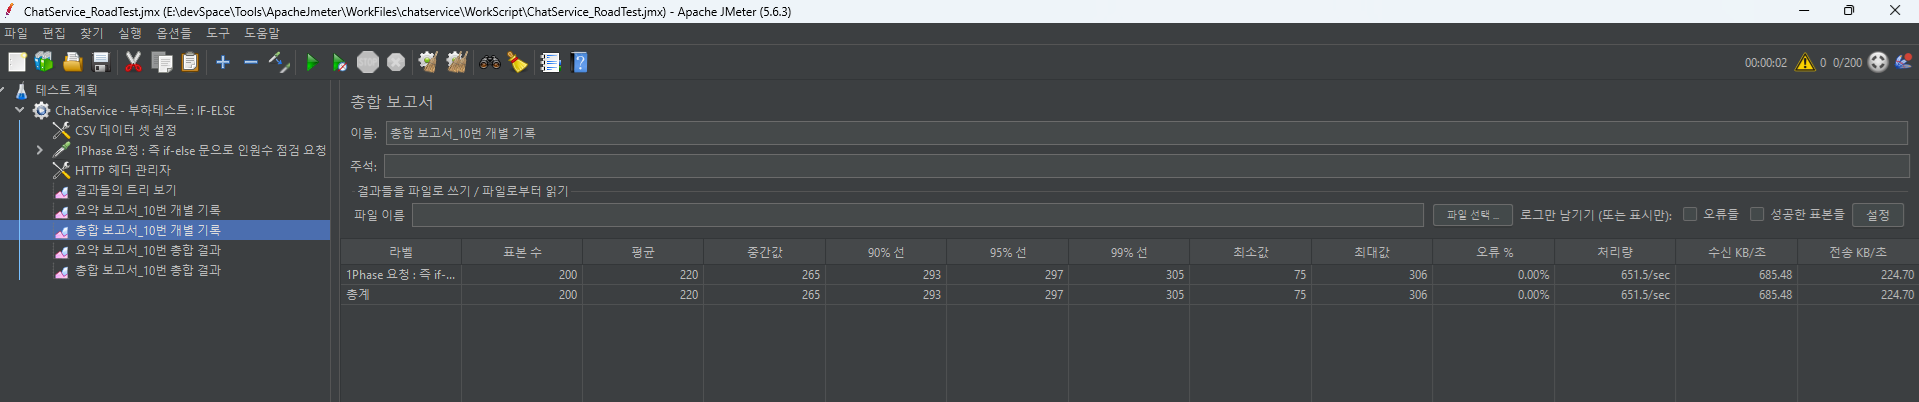 ChatService_RoadTest.jmx (E:\devSpace\Tools\ApacheJmeter\WorkFiles\chatservice\WorkScript\ChatService_RoadTest.jmx) - Apache JMeter (5.6.3)
파일 편집 찾기 실행 옵션들 도구 도움말
STOP
00:00:02 0 0/200
테스트 계획
ChatService - 부하테스트 : IF-ELSE
CSV 데이터 셋 설정
1Phase 요청 : 즉 if-else 문으로 인원수 점검 요청
HTTP 헤더 관리자
결과들의 트리 보기
요약 보고서_10번 개별 기록
총합 보고서_10번 개별 기록
요약 보고서_10번 총합 결과
총합 보고서_10번 총합 결과
총합 보고서
이름: 총합 보고서_10번 개별 기록
주석:
결과들을 파일로 쓰기 / 파일로부터 읽기
파일 이름 파일 선택... 로그만 남기기 (또는 표시만): 오류들 성공한 표본들 설정
라벨 표본 수 평균 중간값 90% 선 95% 선 99% 선 최소값 최대값 오류 % 처리량 수신 KB/초 전송 KB/초
1Phase 요청 : 즉 if-... 200 220 265 293 297 305 75 306 0.00% 651.5/sec 685.48 224.70
총계 200 220 265 293 297 305 75 306 0.00% 651.5/sec 685.48 224.70